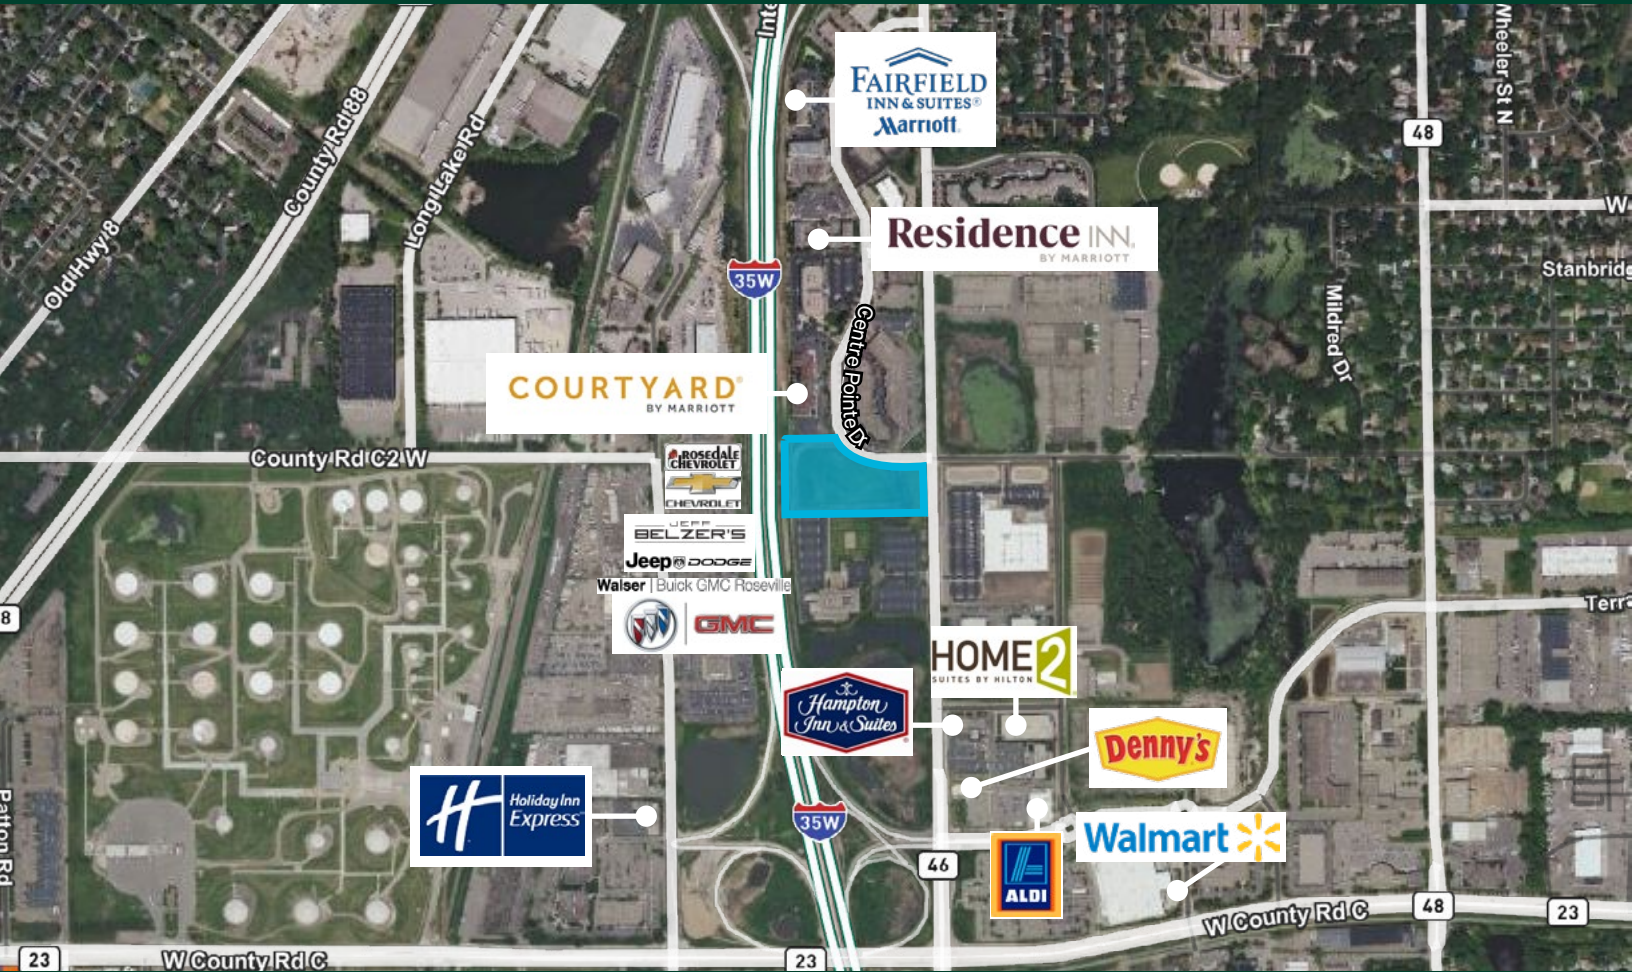 Inte
FAIRFIELD
INN & SUITES®
Marriott.
Wheeler St N
48
County Rd 88
Long Lake Rd
Old Hwy 8
W
Residence INN.
BY MARRIOTT
35W
Stanbridg
Mildred Dr
Centre Pointe Dr
COURTYARD®
BY MARRIOTT
County Rd C2 W
ROSEDALE
CHEVROLET
CHEVROLET
JEFF
BELZER'S
Jeep DODGE
Walser | Buick GMC Roseville
GMC
8
Terr
HOME 2
SUITES BY HILTON
Hampton
Inn & Suites®
Denny's
Holiday Inn
Express
Patton Rd
35W
Walmart
46
ALDI
W County Rd C
48
23
23
W County Rd C
23